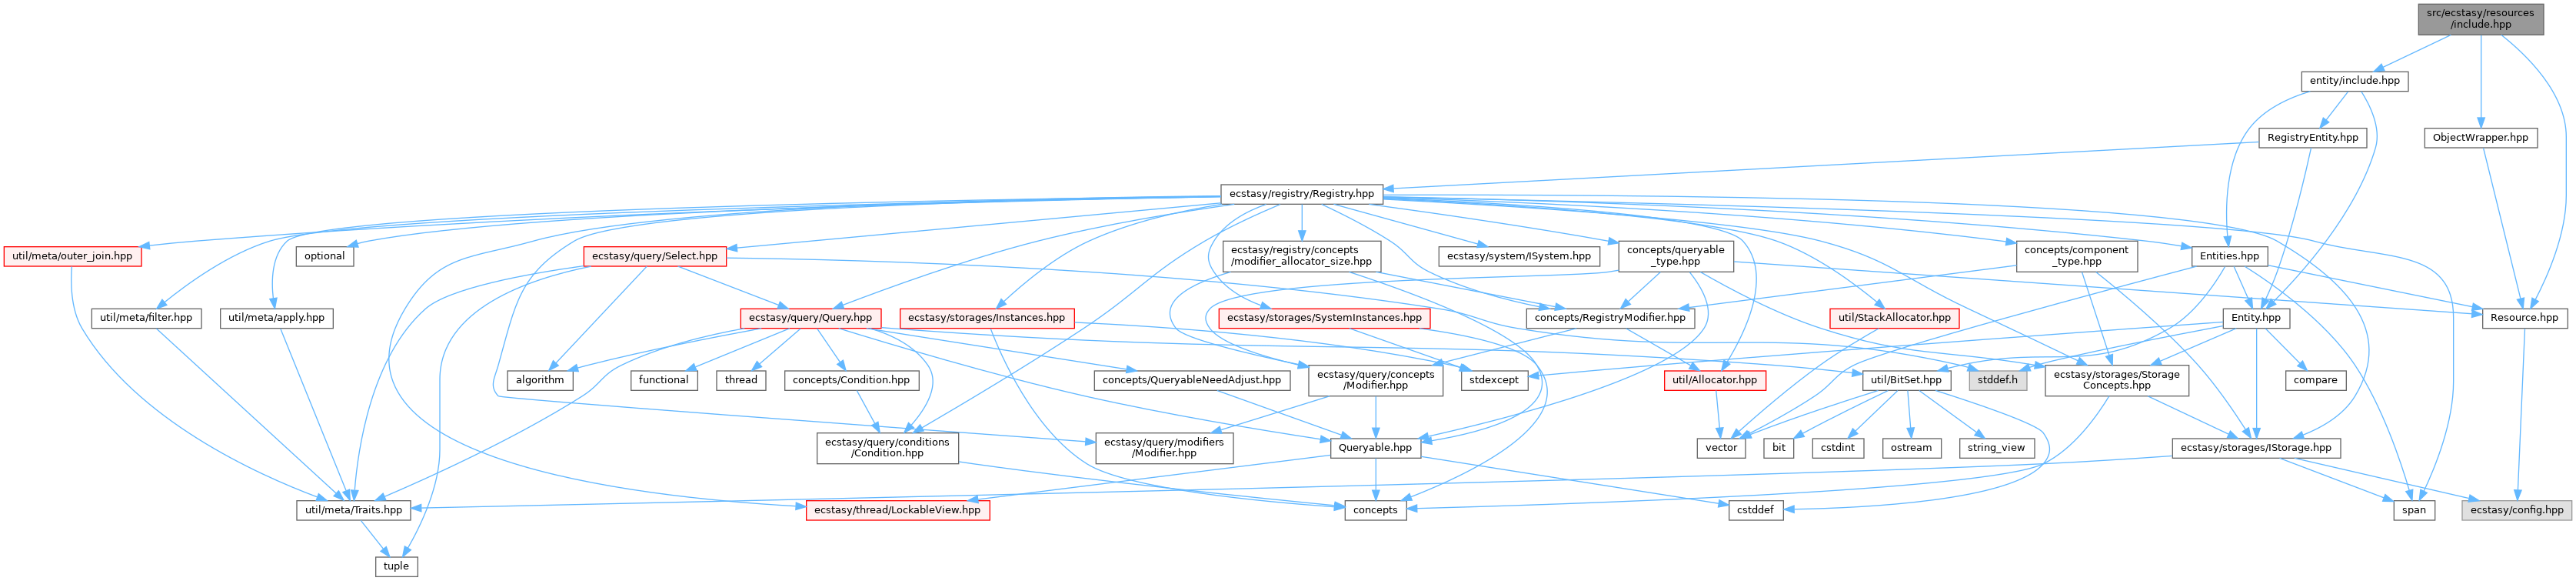 src/ecstasy/resources
/include.hpp
entity/include.hpp
RegistryEntity.hpp
ObjectWrapper.hpp
ecstasy/registry/Registry.hpp
util/meta/outer_join.hpp
optional
ecstasy/query/Select.hpp
ecstasy/registry/concepts
/modifier_allocator_size.hpp
ecstasy/system/ISystem.hpp
concepts/queryable
_type.hpp
concepts/component
_type.hpp
Entities.hpp
util/meta/filter.hpp
util/meta/apply.hpp
ecstasy/query/Query.hpp
ecstasy/storages/Instances.hpp
ecstasy/storages/SystemInstances.hpp
concepts/RegistryModifier.hpp
util/StackAllocator.hpp
Entity.hpp
Resource.hpp
algorithm
functional
thread
concepts/Condition.hpp
concepts/QueryableNeedAdjust.hpp
ecstasy/query/concepts
/Modifier.hpp
stdexcept
util/Allocator.hpp
util/BitSet.hpp
stddef.h
ecstasy/storages/Storage
Concepts.hpp
compare
ecstasy/query/conditions
/Condition.hpp
ecstasy/query/modifiers
/Modifier.hpp
Queryable.hpp
vector
bit
cstdint
ostream
string_view
ecstasy/storages/IStorage.hpp
util/meta/Traits.hpp
ecstasy/thread/LockableView.hpp
concepts
cstddef
span
ecstasy/config.hpp
tuple